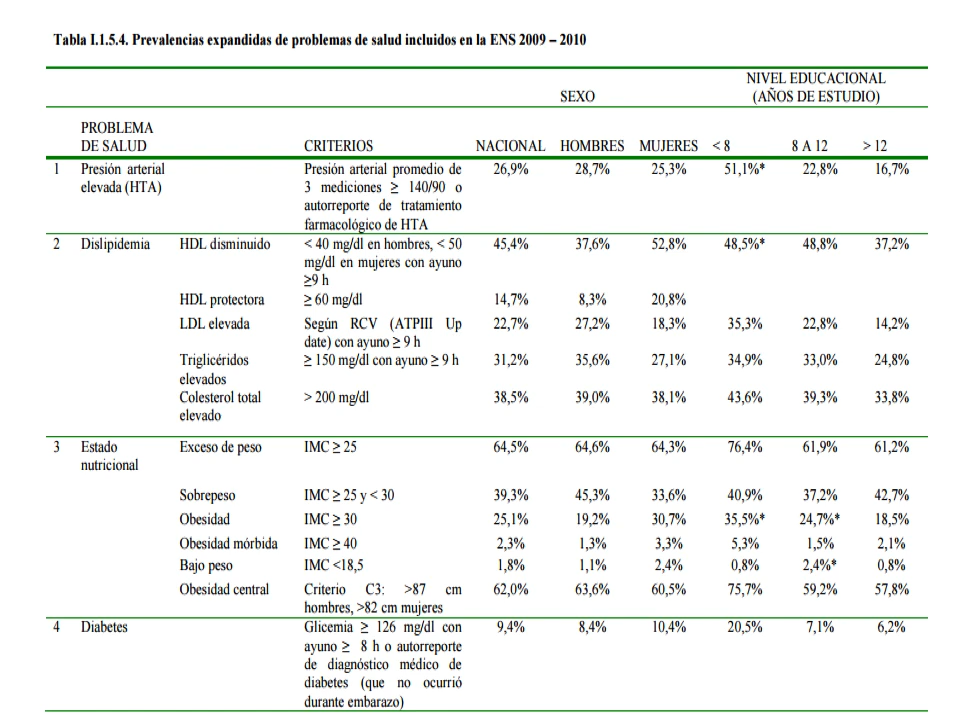 Tabla I.1.5.4. Prevalencias expandidas de problemas de salud incluidos en la ENS 2009 – 2010
NIVEL EDUCACIONAL
SEXO (AÑOS DE ESTUDIO)
PROBLEMA
DE SALUD CRITERIOS NACIONAL HOMBRES MUJERES < 8 8 A 12 > 12
1 Presión arterial Presión arterial promedio de 26,9% 28,7% 25,3% 51,1%* 22,8% 16,7%
elevada (HTA) 3 mediciones ≥ 140/90 o
autorreporte de tratamiento
farmacológico de HTA
2 Dislipidemia HDL disminuido < 40 mg/dl en hombres, < 50 45,4% 37,6% 52,8% 48,5%* 48,8% 37,2%
mg/dl en mujeres con ayuno
≥9 h
HDL protectora ≥ 60 mg/dl 14,7% 8,3% 20,8%
LDL elevada Según RCV (ATPIII Up 22,7% 27,2% 18,3% 35,3% 22,8% 14,2%
date) con ayuno ≥ 9 h
Triglicéridos ≥ 150 mg/dl con ayuno ≥ 9 h 31,2% 35,6% 27,1% 34,9% 33,0% 24,8%
elevados
Colesterol total > 200 mg/dl 38,5% 39,0% 38,1% 43,6% 39,3% 33,8%
elevado
3 Estado Exceso de peso IMC ≥ 25 64,5% 64,6% 64,3% 76,4% 61,9% 61,2%
nutricional
Sobrepeso IMC ≥ 25 y < 30 39,3% 45,3% 33,6% 40,9% 37,2% 42,7%
Obesidad IMC ≥ 30 25,1% 19,2% 30,7% 35,5%* 24,7%* 18,5%
Obesidad mórbida IMC ≥ 40 2,3% 1,3% 3,3% 5,3% 1,5% 2,1%
Bajo peso IMC <18,5 1,8% 1,1% 2,4% 0,8% 2,4%* 0,8%
Obesidad central Criterio C3: >87 cm 62,0% 63,6% 60,5% 75,7% 59,2% 57,8%
hombres, >82 cm mujeres
4 Diabetes Glicemia ≥ 126 mg/dl con 9,4% 8,4% 10,4% 20,5% 7,1% 6,2%
ayuno ≥ 8 h o autorreporte
de diagnóstico médico de
diabetes (que no ocurrió
durante embarazo)